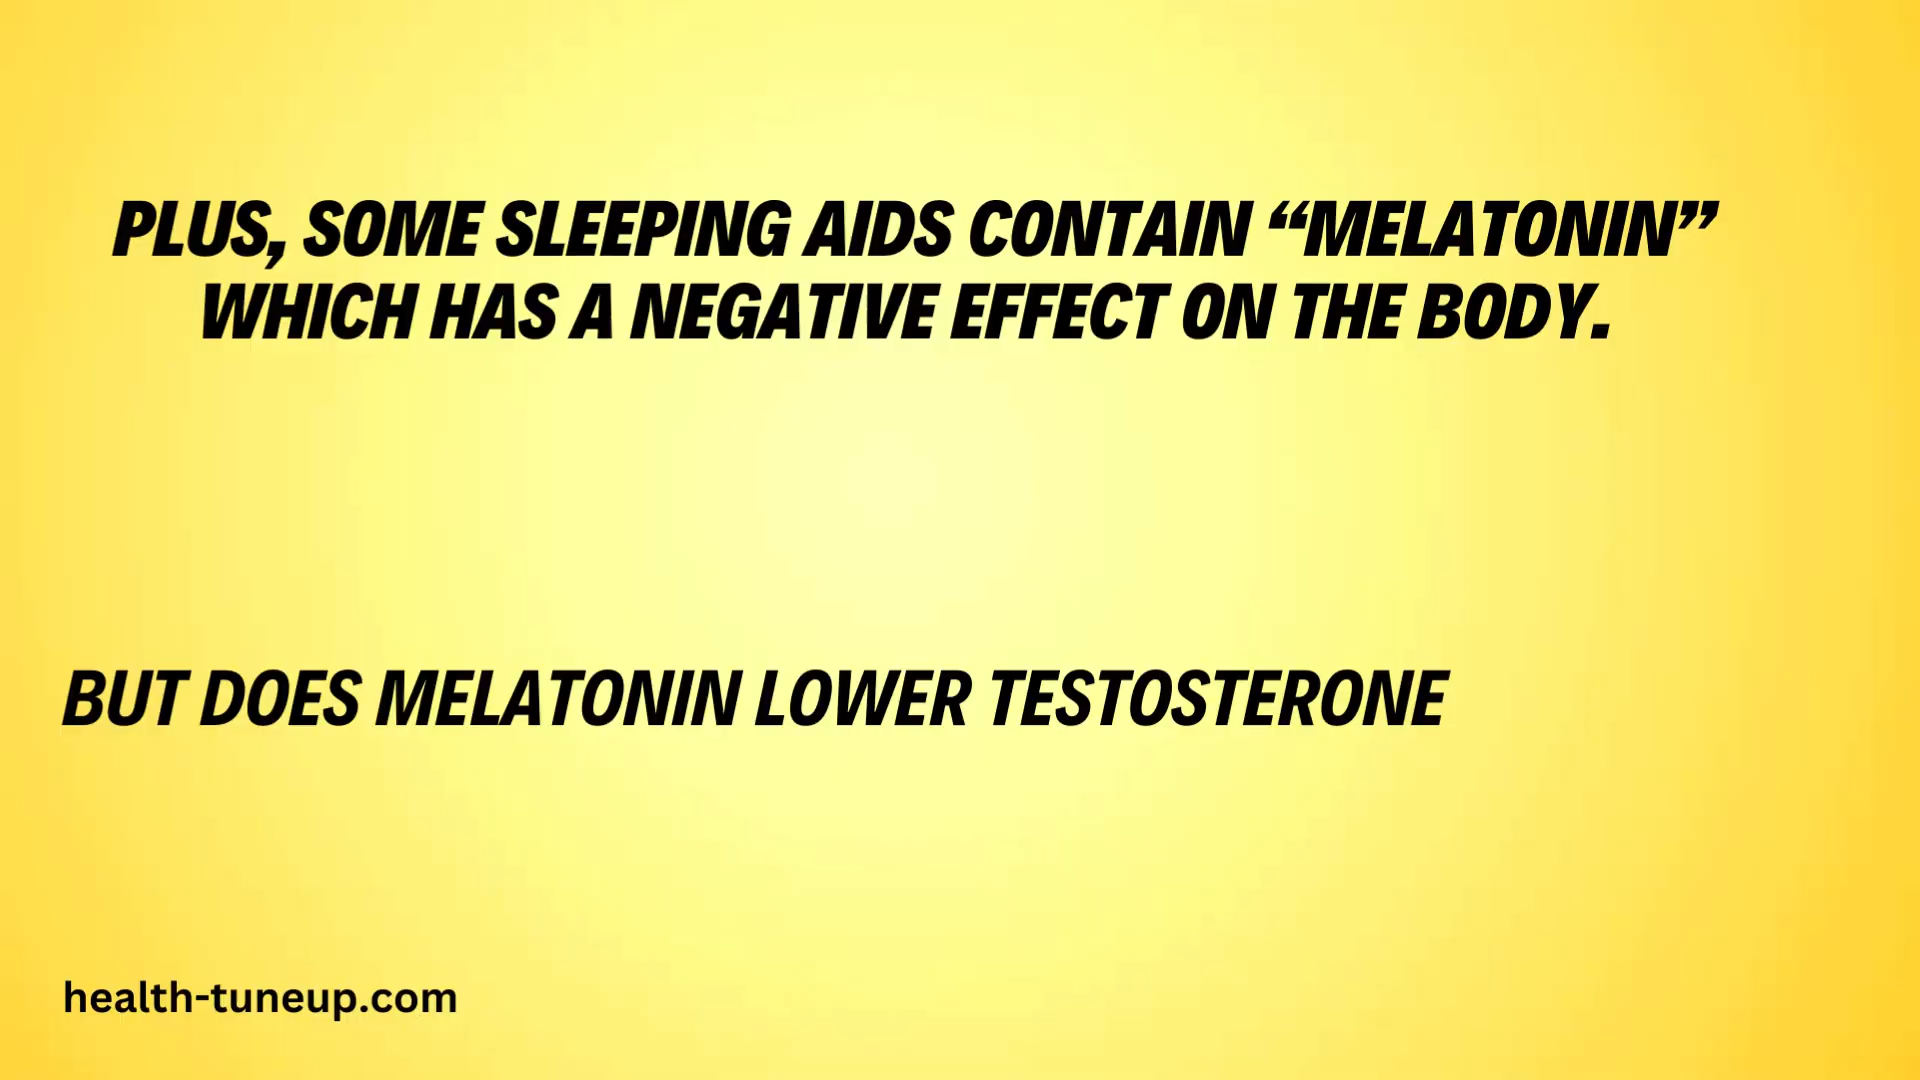 PLUS, SOME SLEEPING AIDS CONTAIN “MELATONIN”
WHICH HAS A NEGATIVE EFFECT ON THE BODY.
BUT DOES MELATONIN LOWER TESTOSTERONE
health-tuneup.com